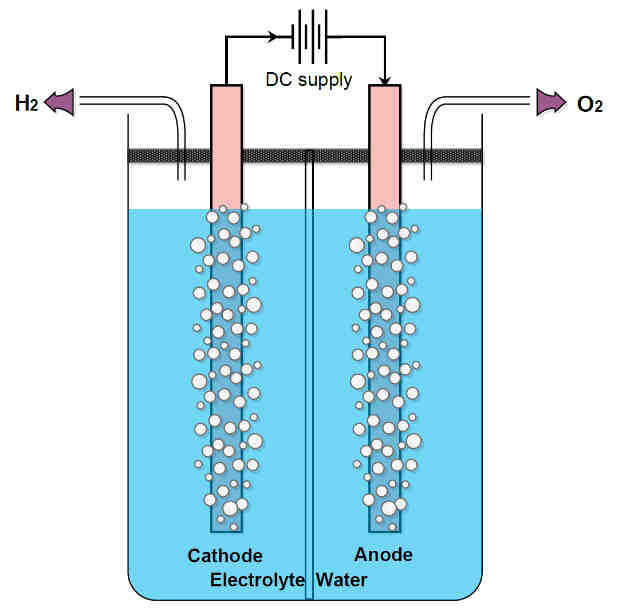 DC supply
H2
O2
Cathode
Anode
Electrolyte Water